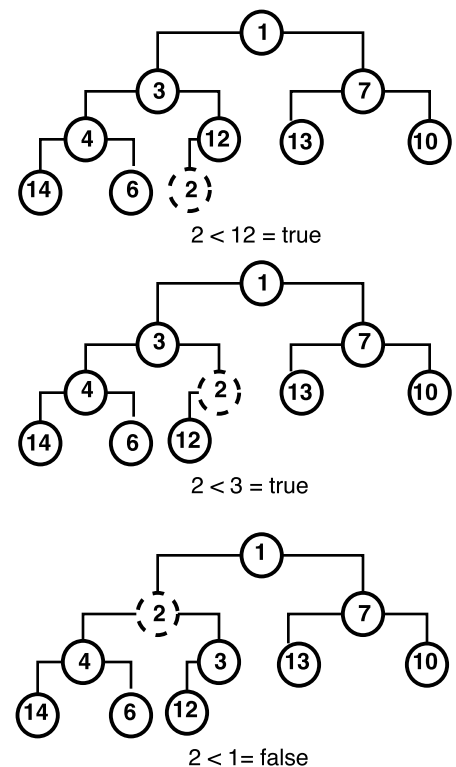 1
3 7
4 12 13 10
14 6 2
2 < 12 = true
1
3 7
4 2 13 10
14 6 12
2 < 3 = true
1
2 7
4 3 13 10
14 6 12
2 < 1= false